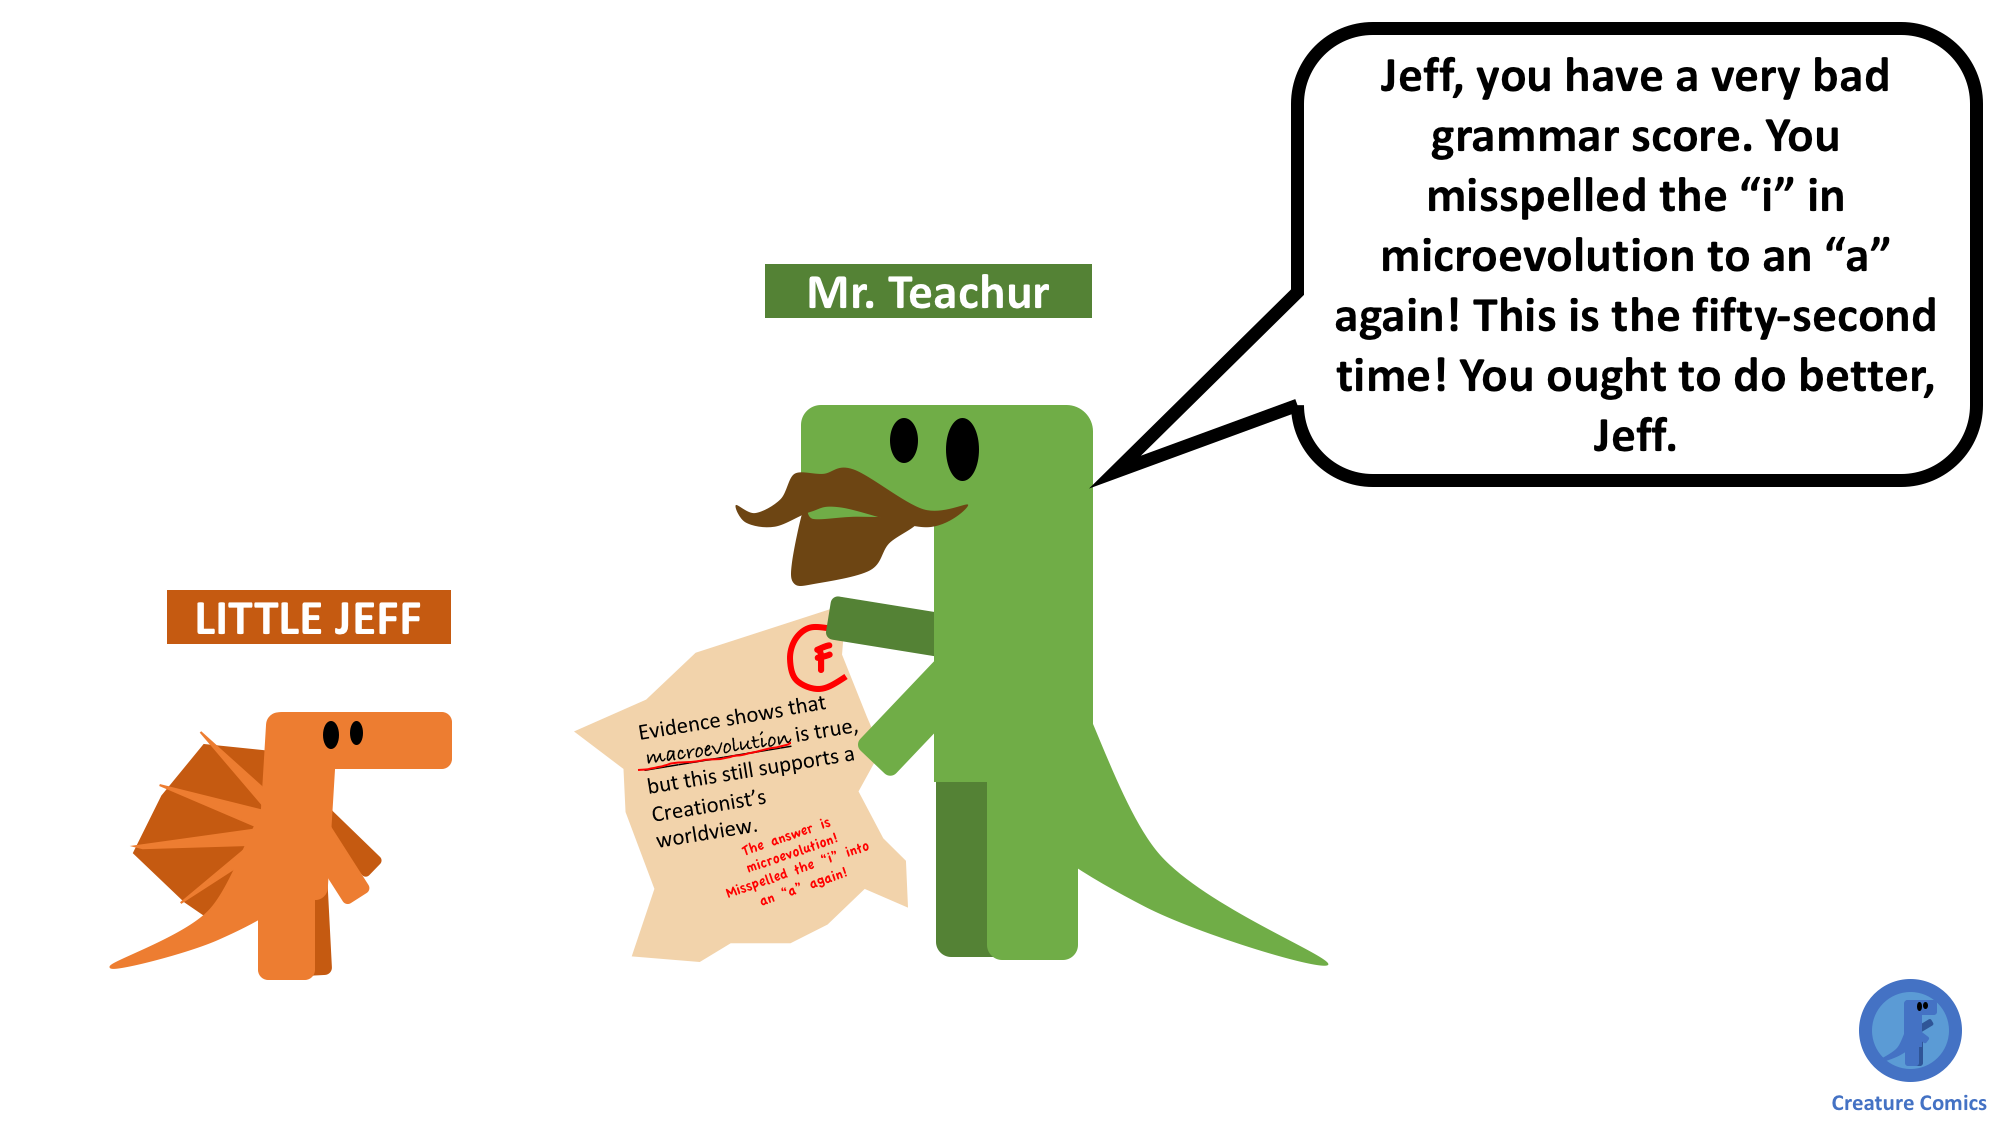 Jeff, you have a very bad
grammar score. You
misspelled the “i” in
microevolution to an “a”
again! This is the fifty-second
time! You ought to do better,
Jeff.
Mr. Teachur
LITTLE JEFF
F
Evidence shows that
macroevolution is true,
but this still supports a
Creationist’s
worldview.
The answer is
microevolution!
Misspelled the “i” into
an “a” again!
Creature Comics